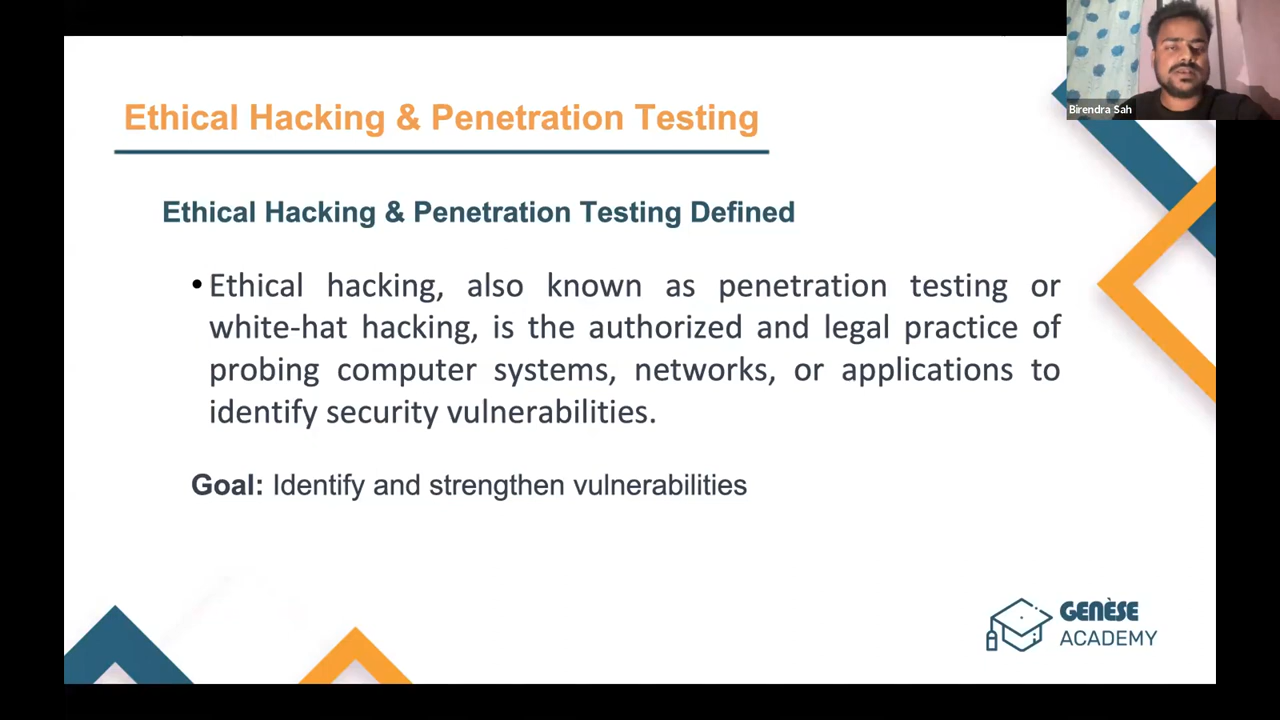 Ethical Hacking & Penetration Testing
Birendra Sah
Ethical Hacking & Penetration Testing Defined
• Ethical hacking, also known as penetration testing or
white-hat hacking, is the authorized and legal practice of
probing computer systems, networks, or applications to
identify security vulnerabilities.
Goal: Identify and strengthen vulnerabilities
GENÈSE
ACADEMY